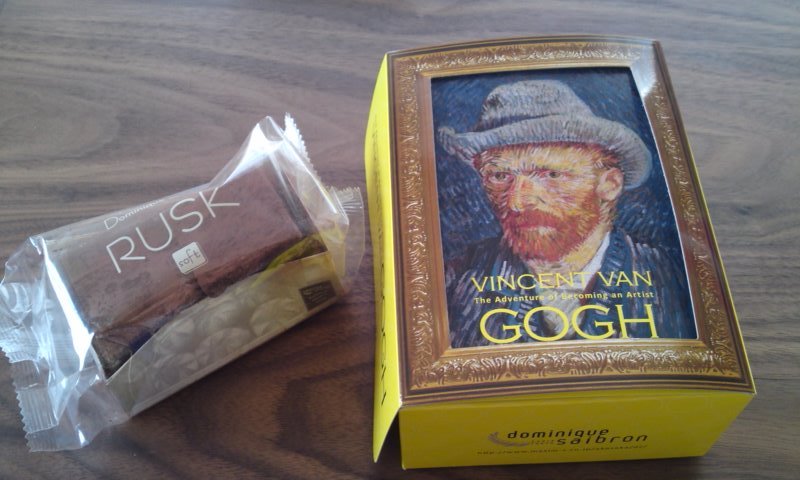 Dominique
RUSK
soft
VINCENT VAN
The Adventure of Becoming an Artist
GOGH
dominique
saibron